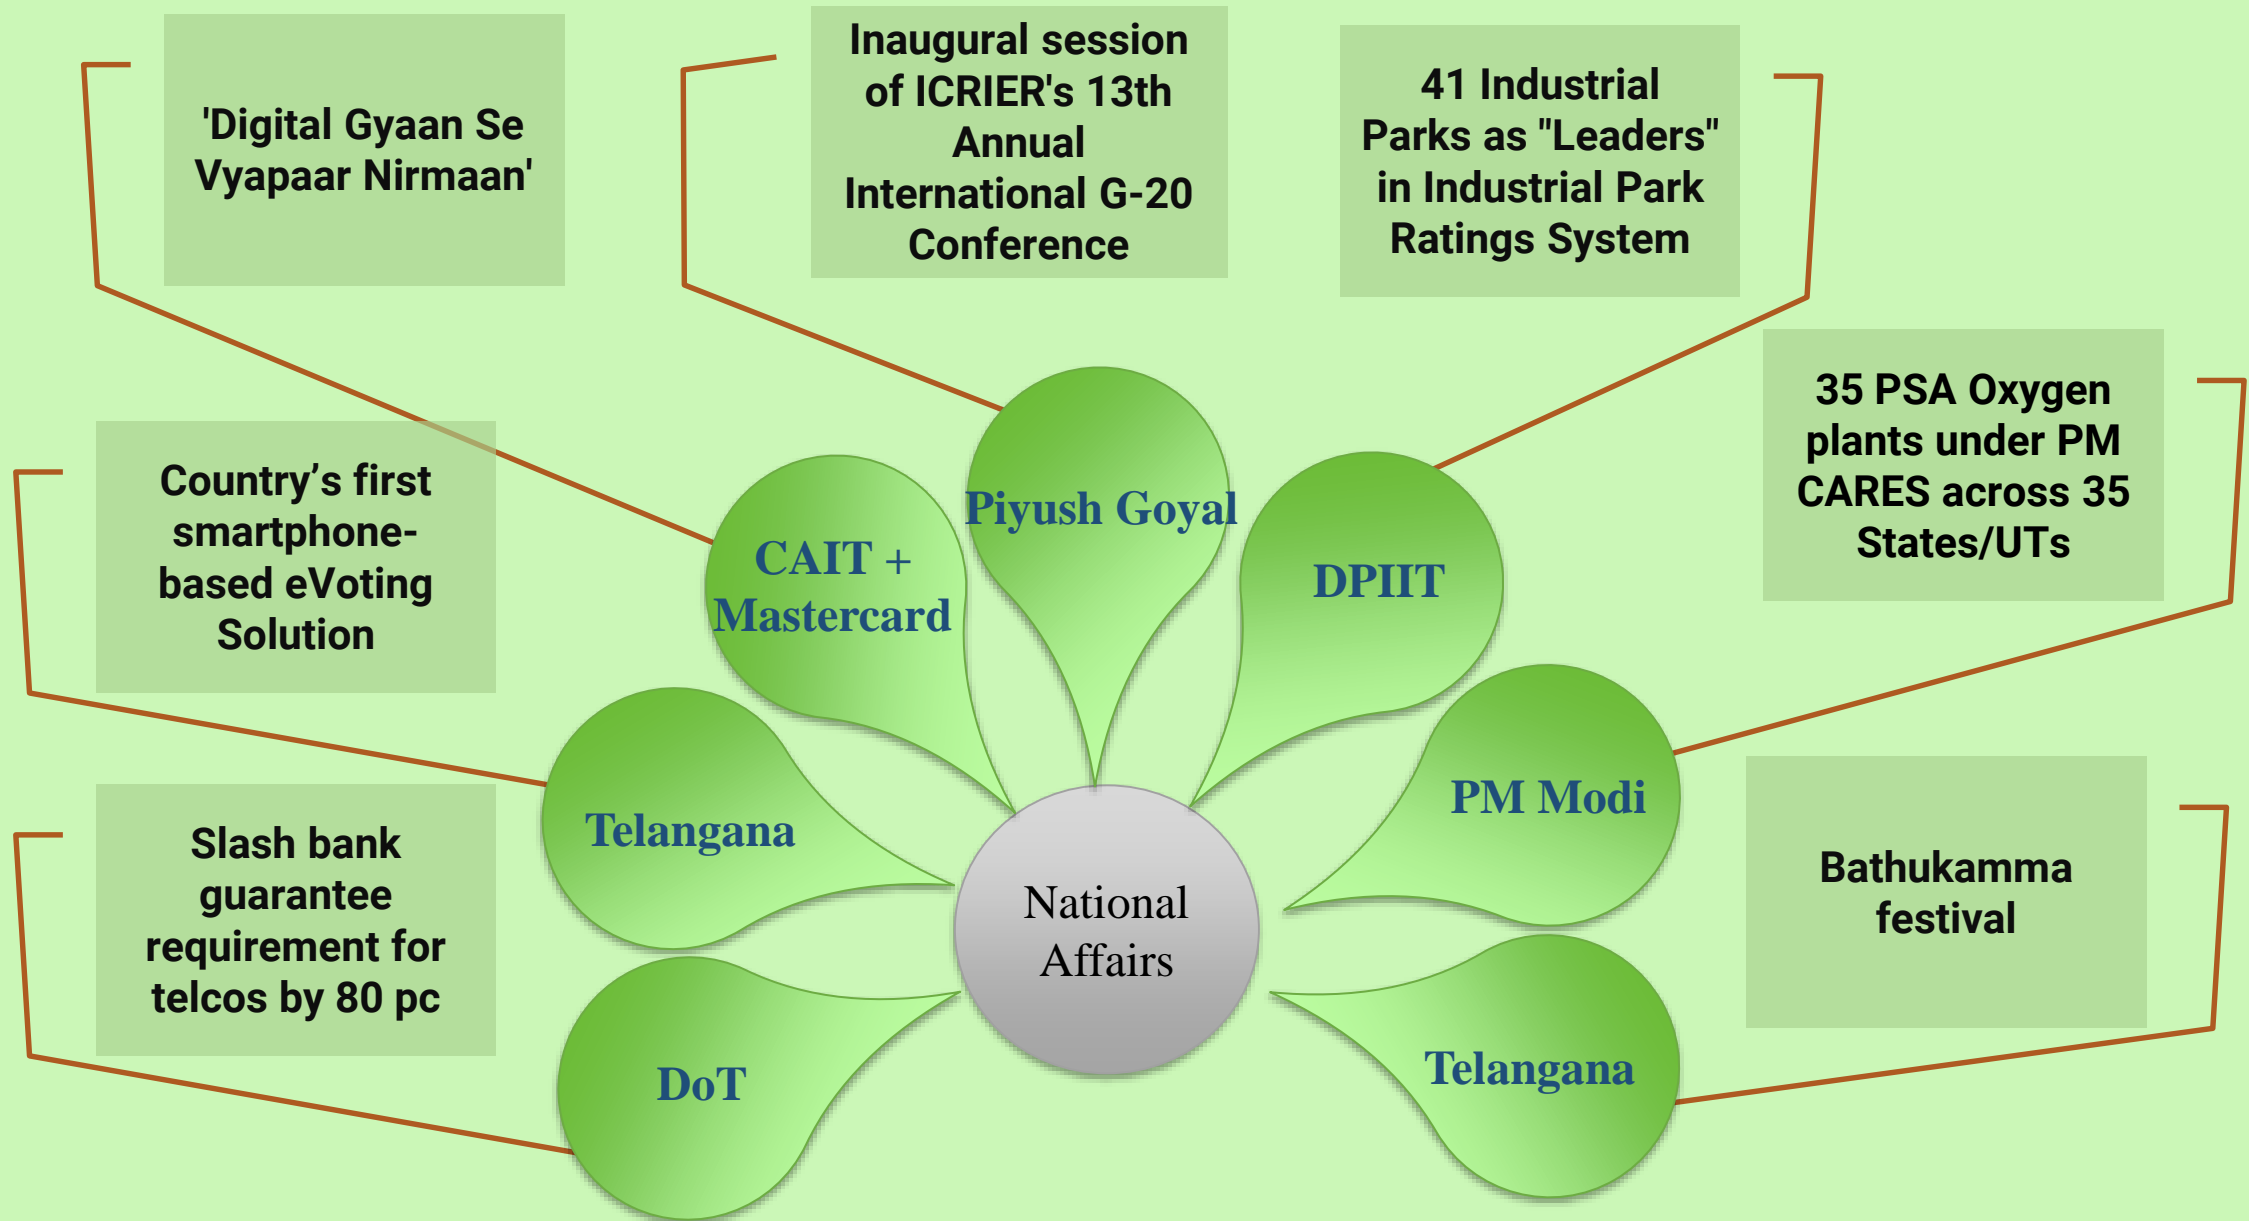 'Digital Gyaan Se
Vyapaar Nirmaan'
Inaugural session
of ICRIER's 13th
Annual
International G-20
Conference
41 Industrial
Parks as "Leaders"
in Industrial Park
Ratings System
35 PSA Oxygen
plants under PM
CARES across 35
States/UTs
Country’s first
smartphone-
based eVoting
Solution
Piyush Goyal
CAIT +
Mastercard
DPIIT
PM Modi
Telangana
Slash bank
guarantee
requirement for
telcos by 80 pc
Bathukamma
festival
National
Affairs
DoT
Telangana